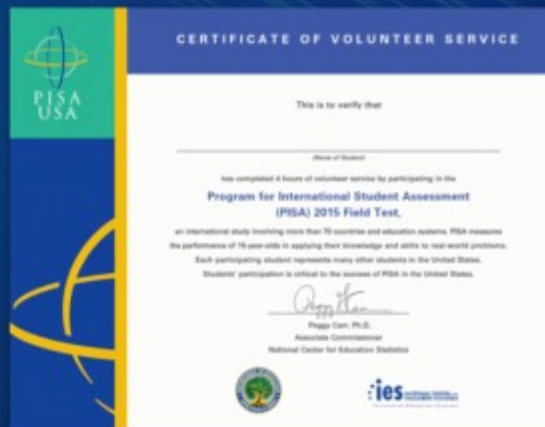 PISA
USA
CERTIFICATE OF VOLUNTEER SERVICE
This is to verify that
(Name of Student)
has completed 4 hours of volunteer service by participating in the
Program for International Student Assessment
(PISA) 2015 Field Test,
an international study involving more than 70 countries and education systems. PISA measures
the performance of 15-year-olds in applying their knowledge and skills to real-world problems.
Each participating student represents many other students in the United States.
Students' participation is critical to the success of PISA in the United States.
Peggy Carr, Ph.D.
Associate Commissioner
National Center for Education Statistics
ies